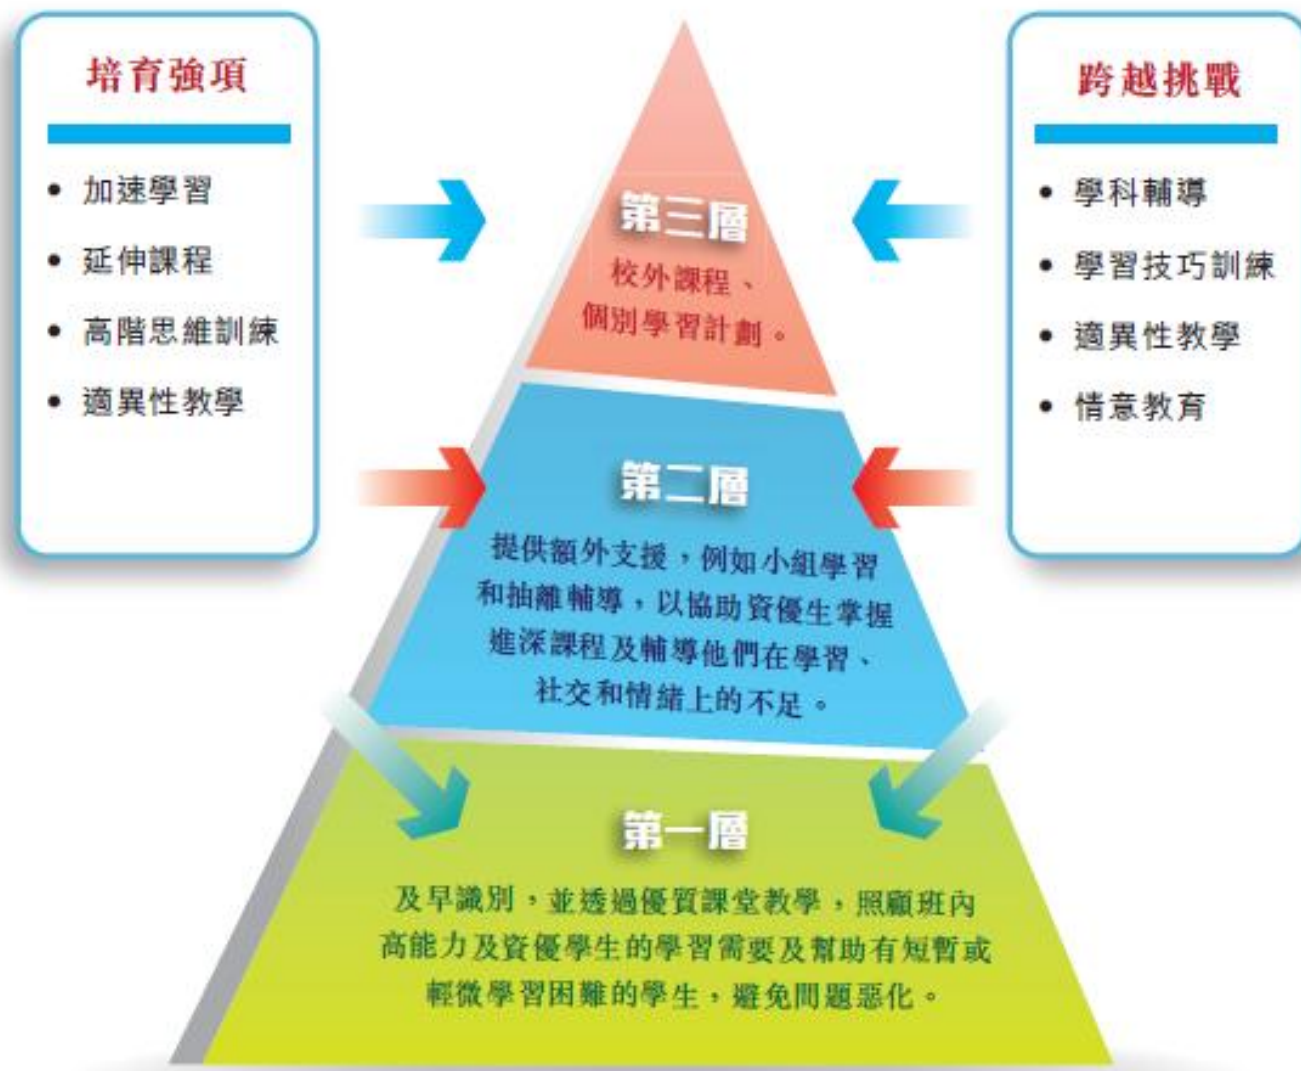 培育強項
• 加速學習
• 延伸課程
• 高階思維訓練
• 適異性教學
跨越挑戰
• 學科輔導
• 學習技巧訓練
• 適異性教學
• 情意教育
第三層
校外課程、
個別學習計劃。
第二層
提供額外支援，例如小組學習
和抽離輔導，以協助資優生掌握
進深課程及輔導他們在學習、
社交和情緒上的不足。
第一層
及早識別，並透過優質課堂教學，照顧班內
高能力及資優學生的學習需要及幫助有短暫或
輕微學習困難的學生，避免問題惡化。